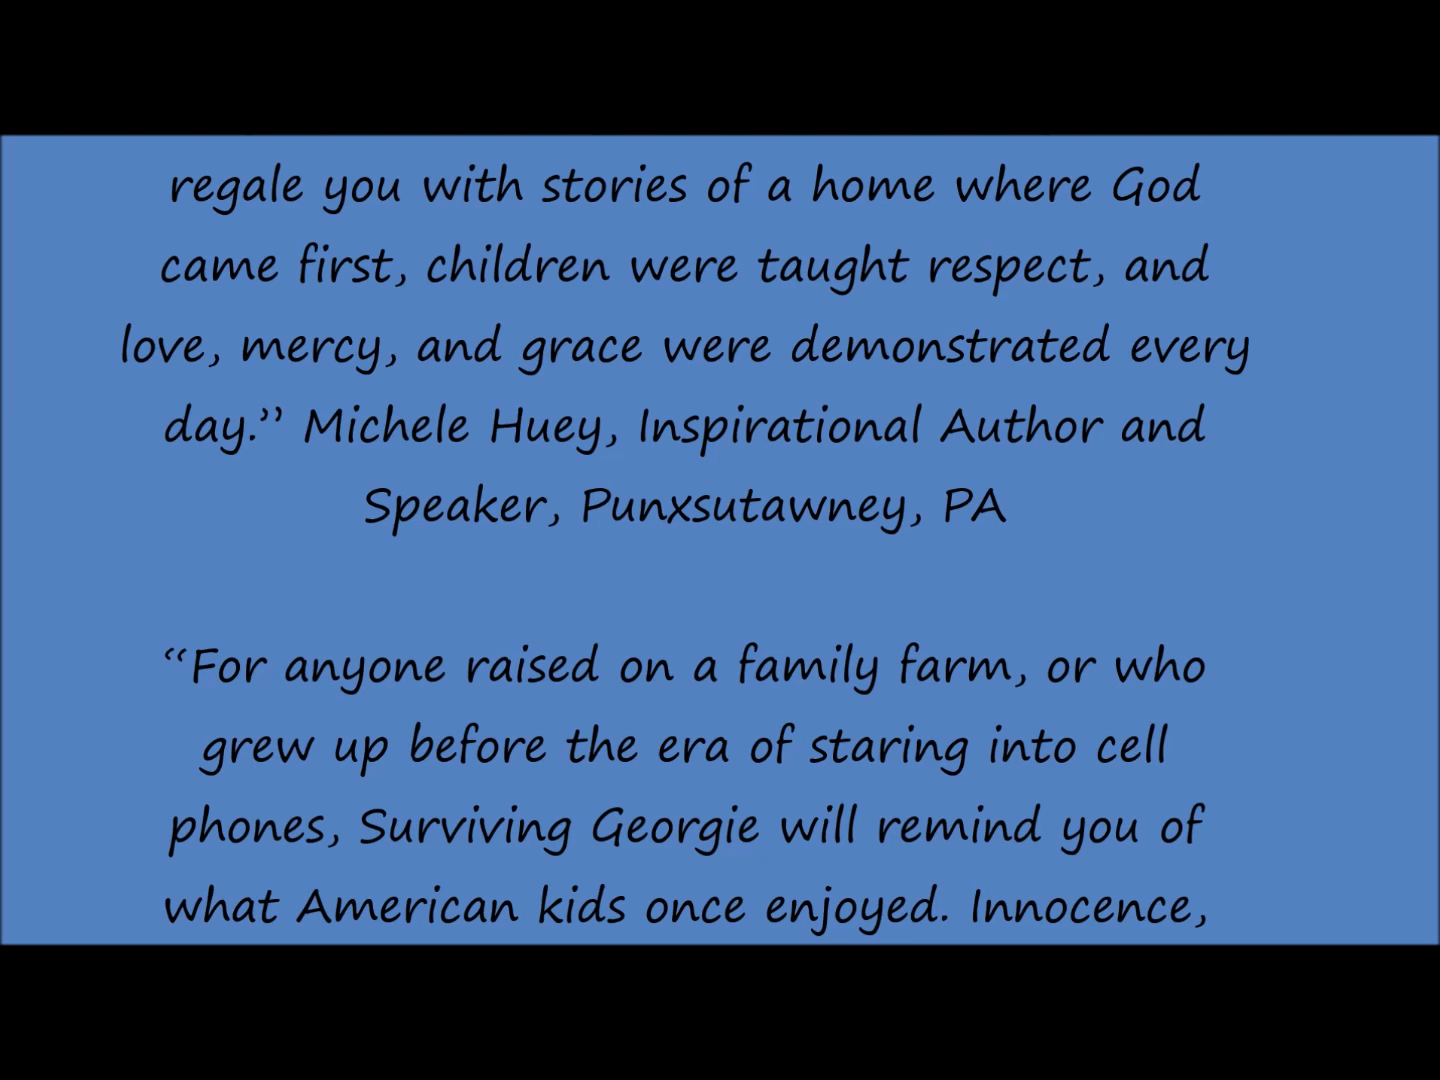 regale you with stories of a home where God
came first, children were taught respect, and
love, mercy, and grace were demonstrated every
day.” Michele Huey, Inspirational Author and
Speaker, Punxsutawney, PA
“For anyone raised on a family farm, or who
grew up before the era of staring into cell
phones, Surviving Georgie will remind you of
what American kids once enjoyed. Innocence,